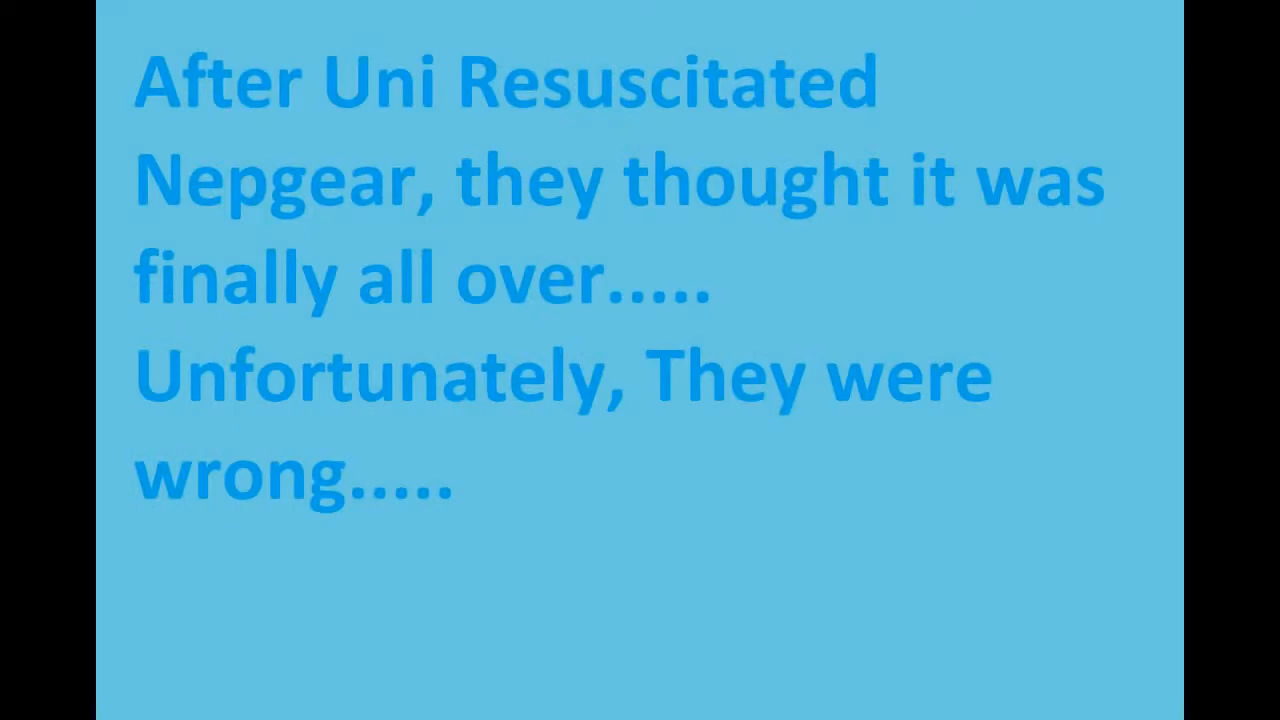 After Uni Resuscitated
Nepgear, they thought it was
finally all over.....
Unfortunately, They were
wrong.....